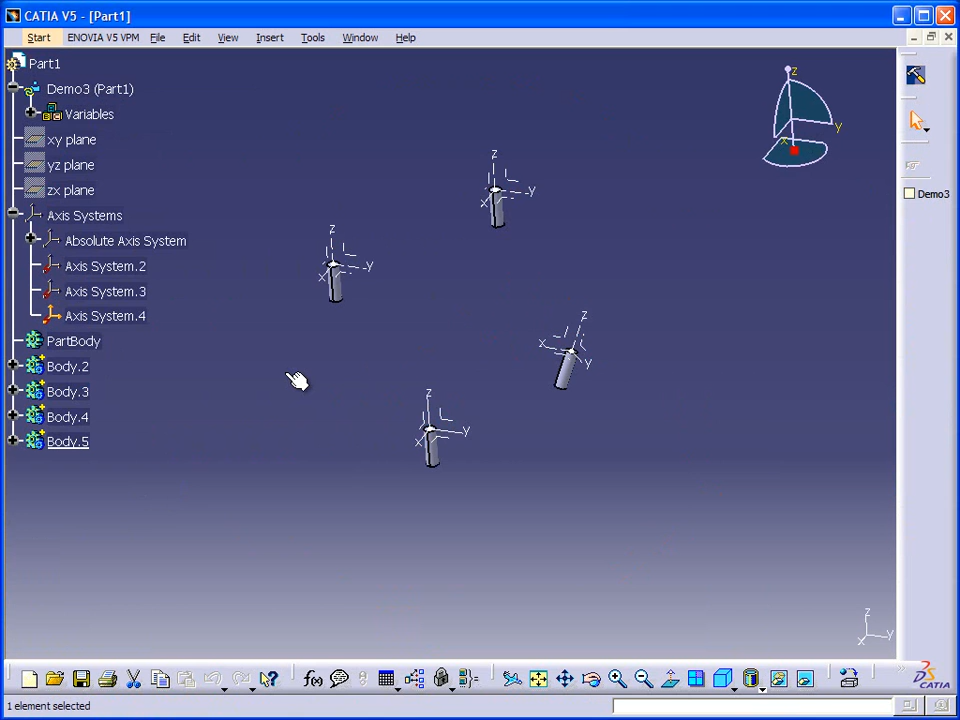 CATIA V5 - [Part1]
Start ENOVIA V5 VPM File Edit View Insert Tools Window Help
Part1
Demo3 (Part1)
Variables
xy plane
yz plane
zx plane
Axis Systems
Absolute Axis System
Axis System.2
Axis System.3
Axis System.4
PartBody
Body.2
Body.3
Body.4
Body.5
z
y
x
Demo3
z
y
x
z
y
x
z
x
y
z
y
x
z
y
x
f(x)
CATIA
1 element selected